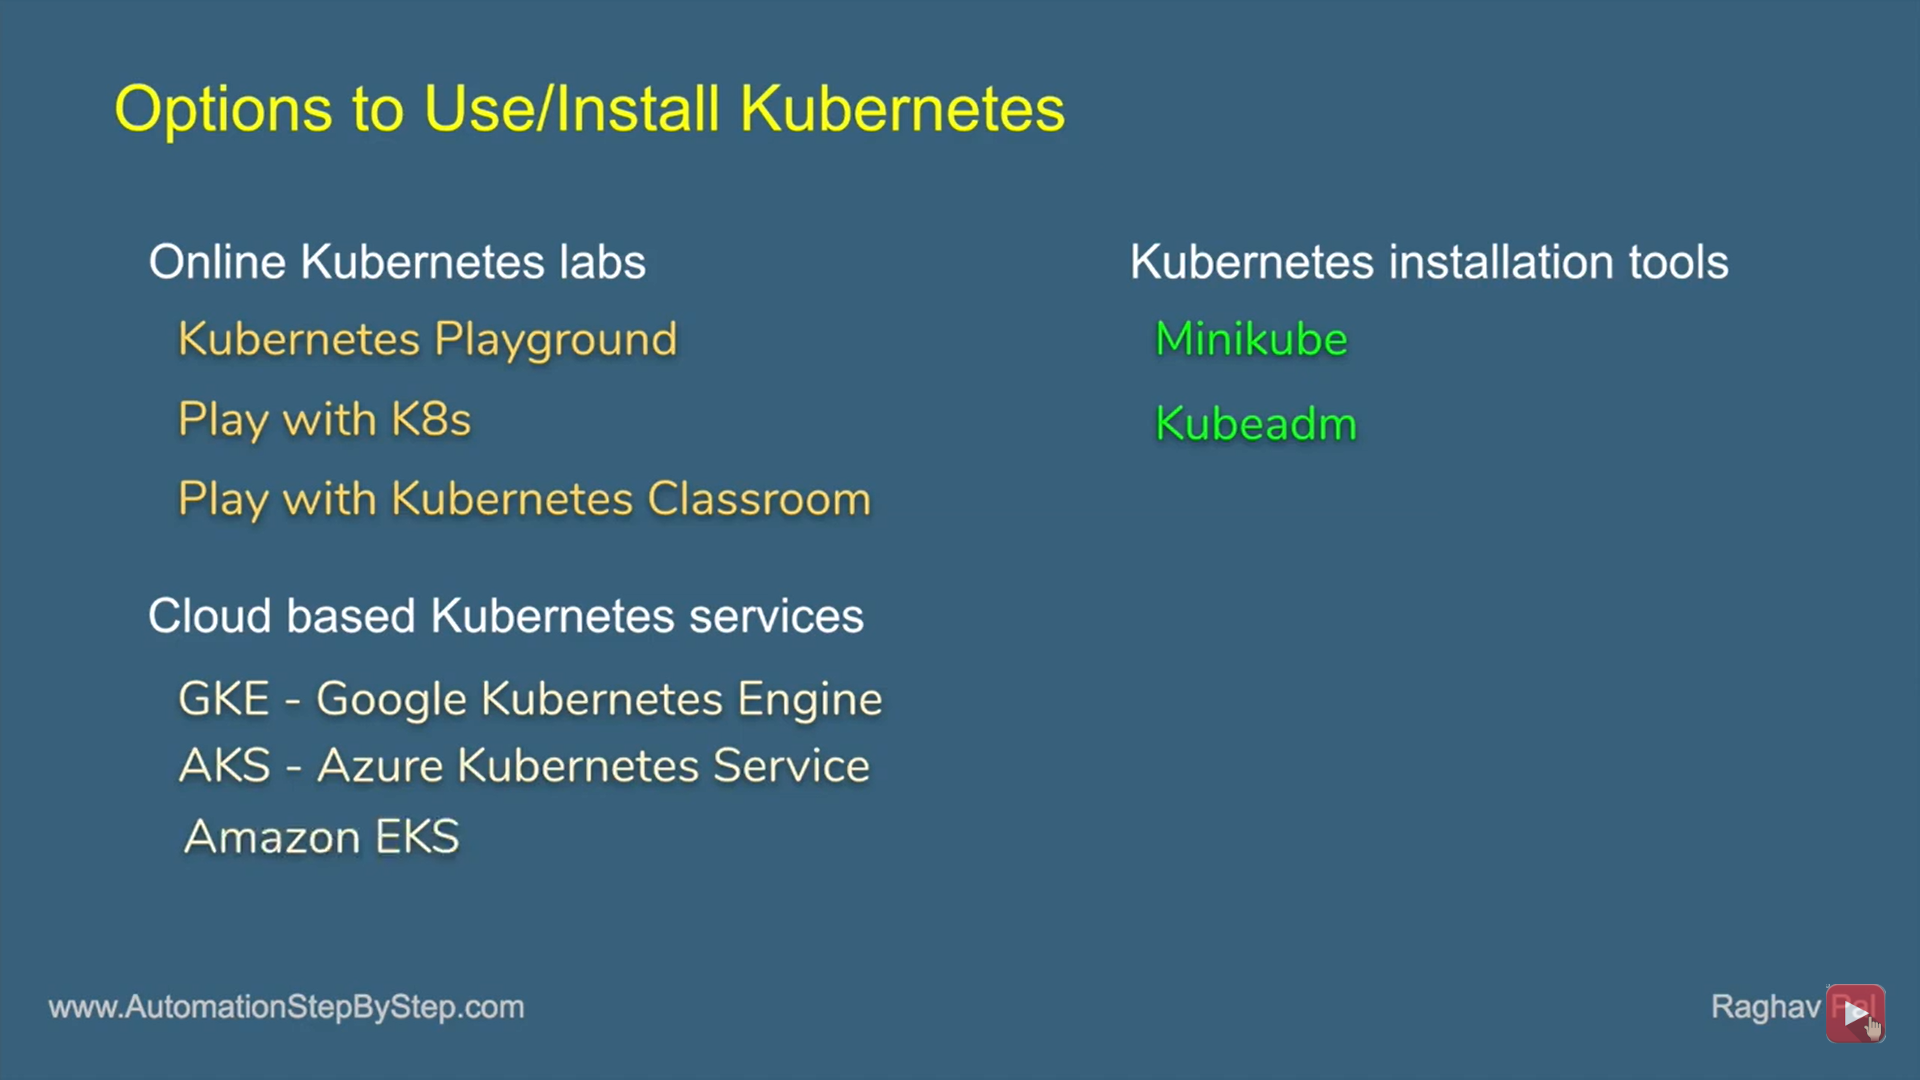 Options to Use/Install Kubernetes
Online Kubernetes labs
Kubernetes Playground
Play with K8s
Play with Kubernetes Classroom
Cloud based Kubernetes services
GKE - Google Kubernetes Engine
AKS - Azure Kubernetes Service
Amazon EKS
Kubernetes installation tools
Minikube
Kubeadm
www.AutomationStepByStep.com
Raghav Pal